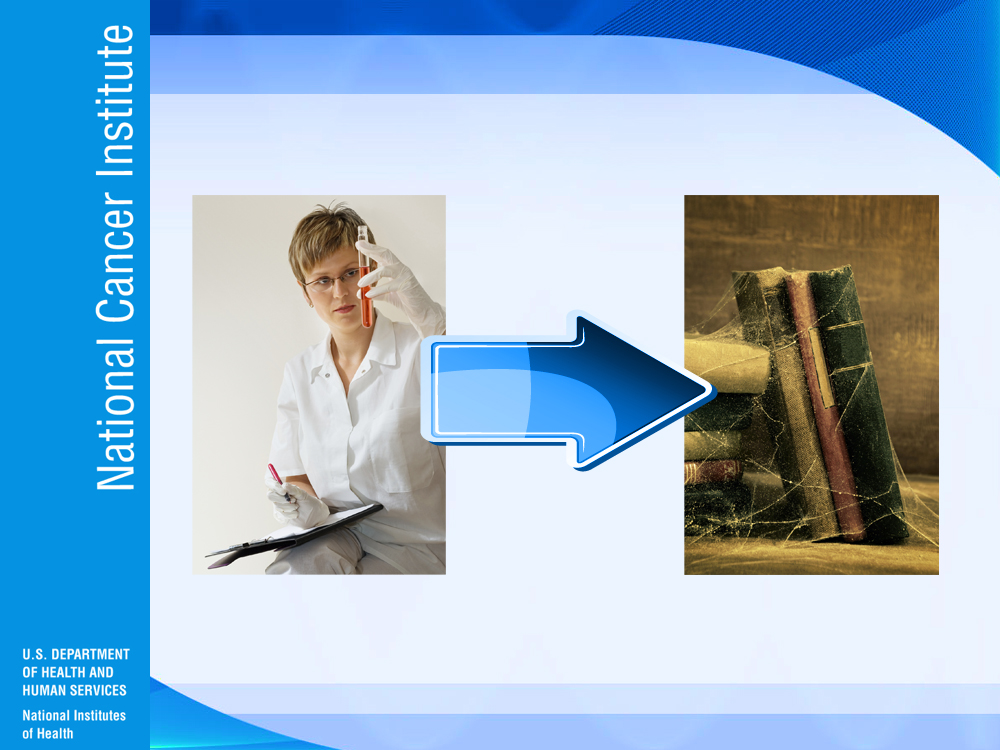 National Cancer Institute
U.S. DEPARTMENT
OF HEALTH AND
HUMAN SERVICES
National Institutes
of Health